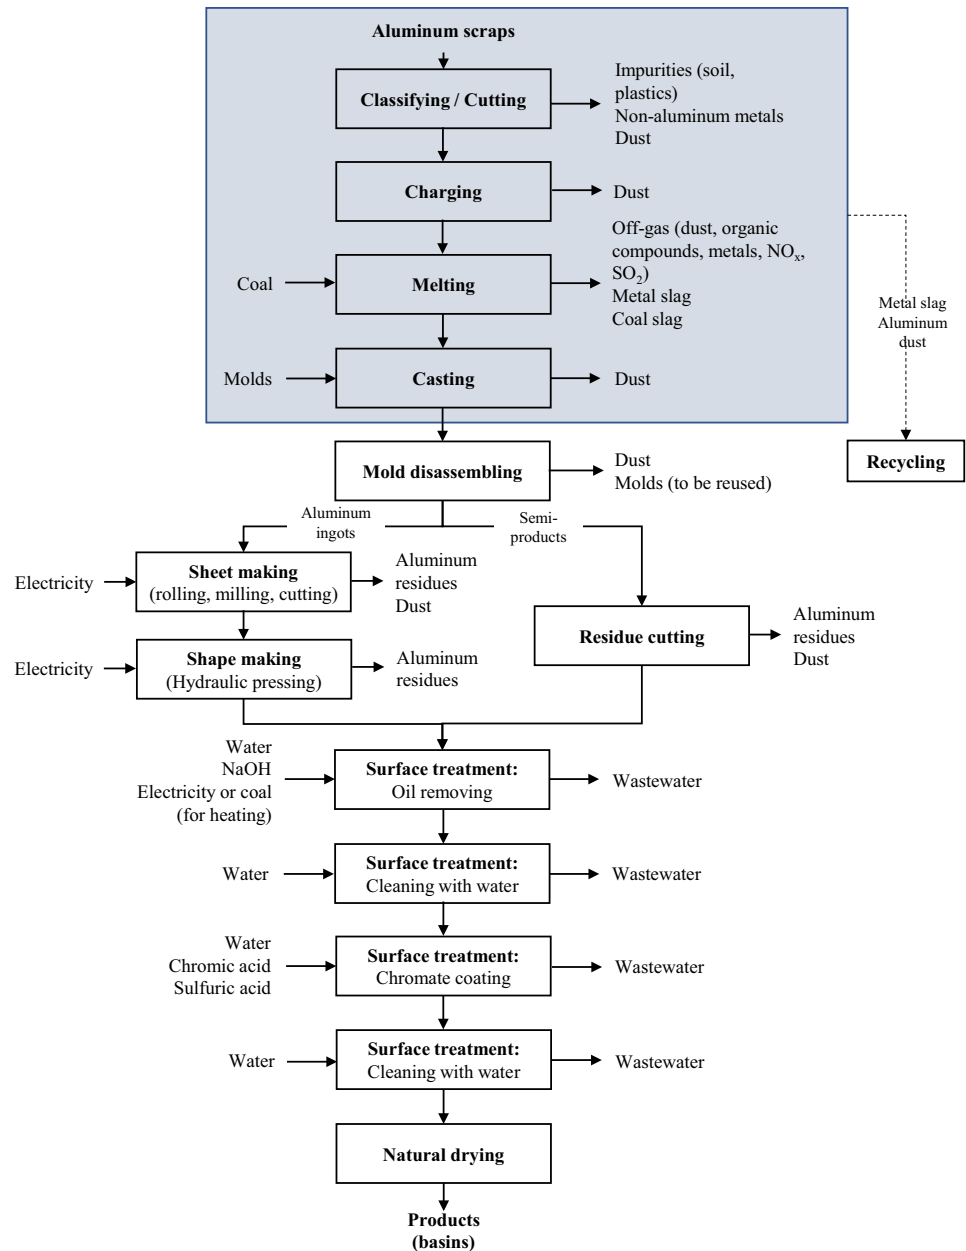 Aluminum scraps
Classifying / Cutting
Impurities (soil,
plastics)
Non-aluminum metals
Dust
Charging
Dust
Coal
Melting
Off-gas (dust, organic
compounds, metals, NOₓ,
SO₂)
Metal slag
Coal slag
Metal slag
Aluminum
dust
Molds
Casting
Dust
Recycling
Mold disassembling
Dust
Molds (to be reused)
Aluminum
ingots
Semi-
products
Electricity
Sheet making
(rolling, milling, cutting)
Aluminum
residues
Dust
Residue cutting
Aluminum
residues
Dust
Electricity
Shape making
(Hydraulic pressing)
Aluminum
residues
Water
NaOH
Electricity or coal
(for heating)
Surface treatment:
Oil removing
Wastewater
Water
Surface treatment:
Cleaning with water
Wastewater
Water
Chromic acid
Sulfuric acid
Surface treatment:
Chromate coating
Wastewater
Water
Surface treatment:
Cleaning with water
Wastewater
Natural drying
Products
(basins)